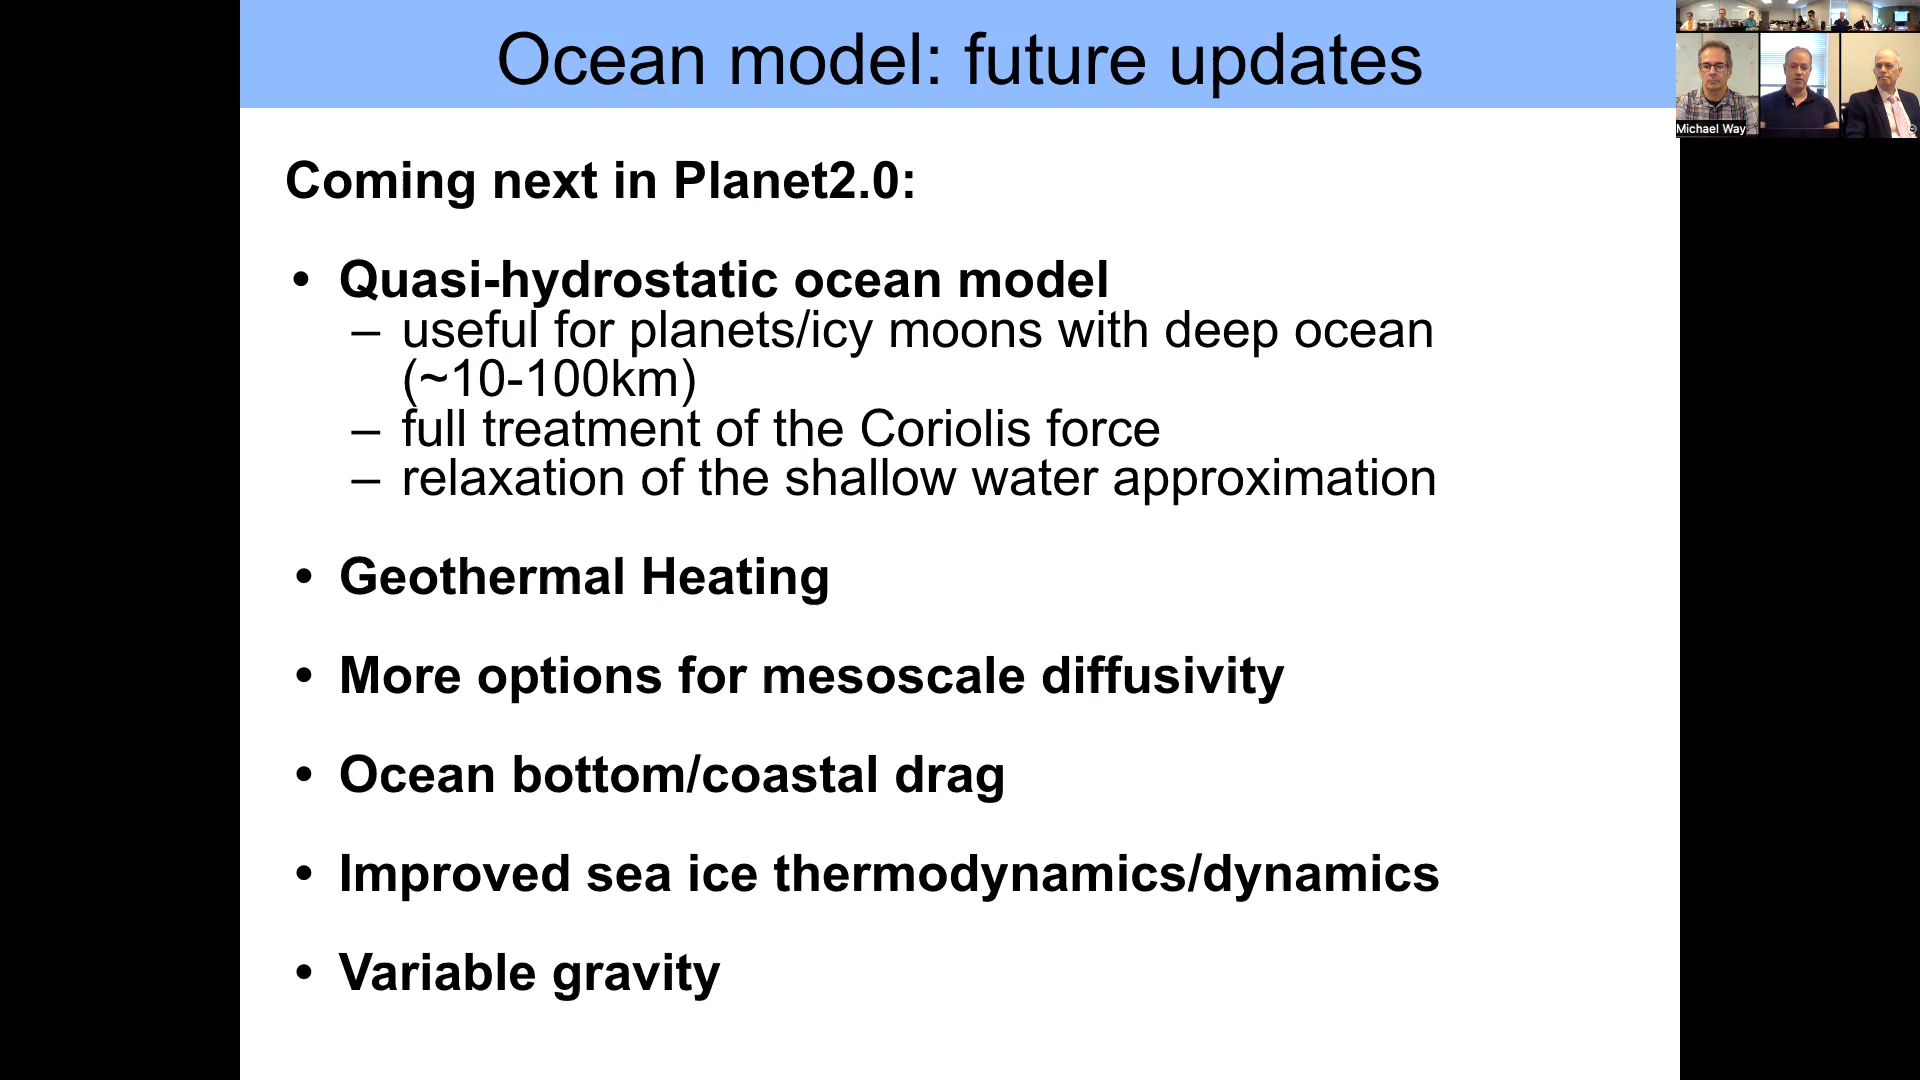 Ocean model: future updates
Michael Way
Coming next in Planet2.0:
• Quasi-hydrostatic ocean model
– useful for planets/icy moons with deep ocean
(~10-100km)
– full treatment of the Coriolis force
– relaxation of the shallow water approximation
• Geothermal Heating
• More options for mesoscale diffusivity
• Ocean bottom/coastal drag
• Improved sea ice thermodynamics/dynamics
• Variable gravity